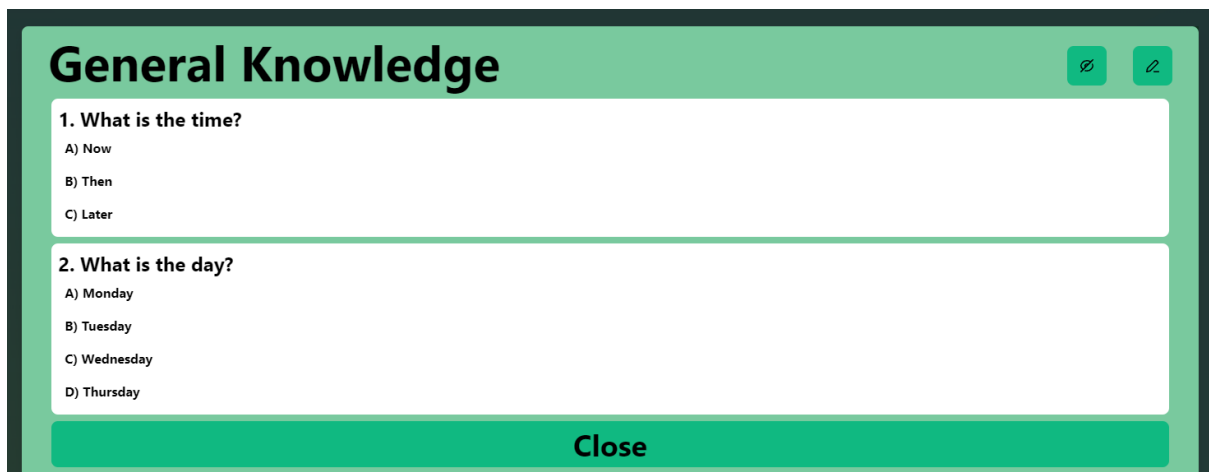 General Knowledge
1. What is the time?
A) Now
B) Then
C) Later
2. What is the day?
A) Monday
B) Tuesday
C) Wednesday
D) Thursday
Close